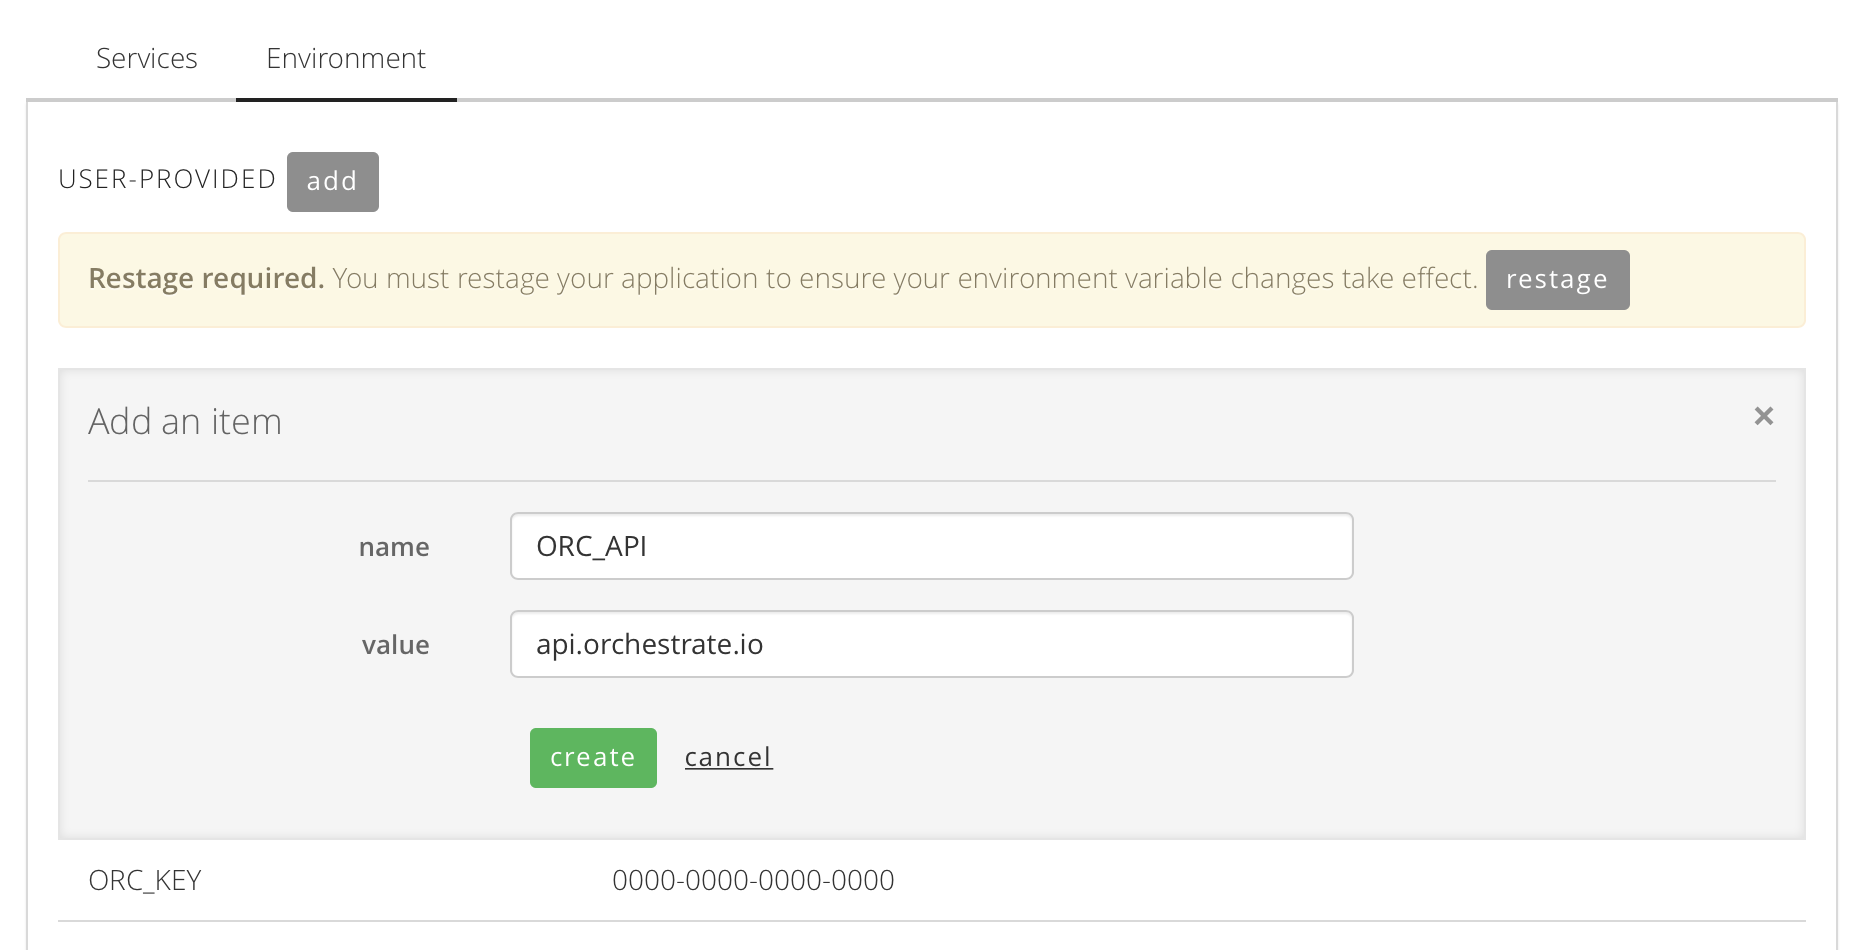 Services Environment
USER-PROVIDED add
Restage required. You must restage your application to ensure your environment variable changes take effect. restage
Add an item ×
name ORC_API
value api.orchestrate.io
create cancel
ORC_KEY 0000-0000-0000-0000